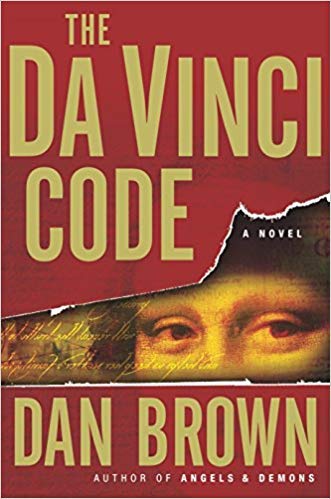 THE
DA VINCI
CODE
A NOVEL
DAN BROWN
AUTHOR OF ANGELS & DEMONS